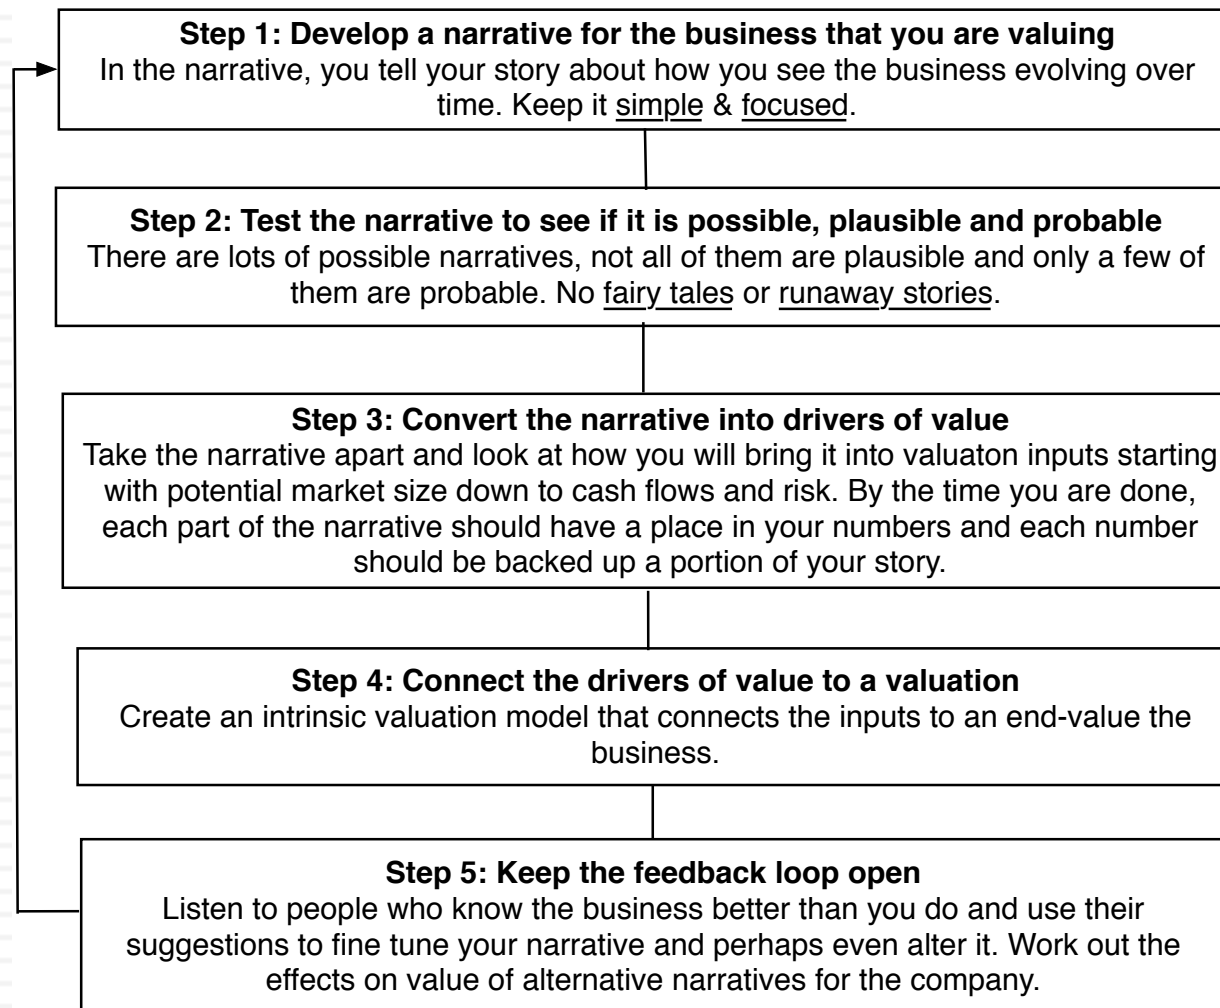 Step 1: Develop a narrative for the business that you are valuing
In the narrative, you tell your story about how you see the business evolving over
time. Keep it simple & focused.
Step 2: Test the narrative to see if it is possible, plausible and probable
There are lots of possible narratives, not all of them are plausible and only a few of
them are probable. No fairy tales or runaway stories.
Step 3: Convert the narrative into drivers of value
Take the narrative apart and look at how you will bring it into valuaton inputs starting
with potential market size down to cash flows and risk. By the time you are done,
each part of the narrative should have a place in your numbers and each number
should be backed up a portion of your story.
Step 4: Connect the drivers of value to a valuation
Create an intrinsic valuation model that connects the inputs to an end-value the
business.
Step 5: Keep the feedback loop open
Listen to people who know the business better than you do and use their
suggestions to fine tune your narrative and perhaps even alter it. Work out the
effects on value of alternative narratives for the company.